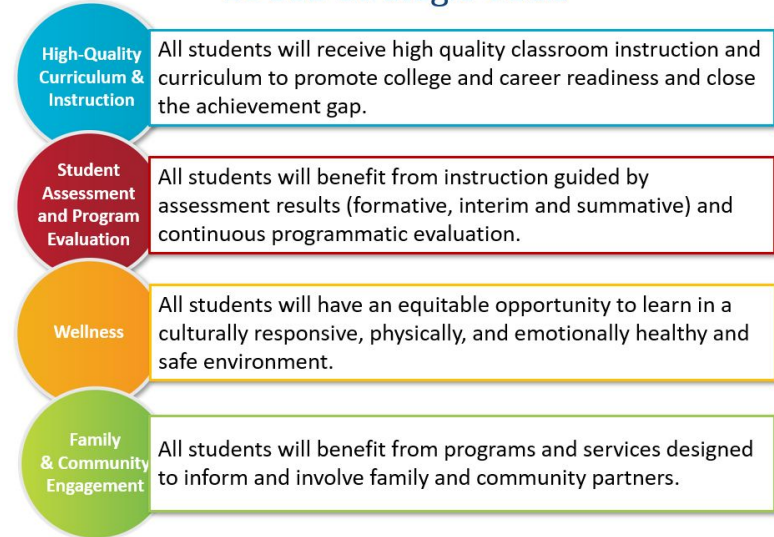 High-Quality
Curriculum &
Instruction
All students will receive high quality classroom instruction and
curriculum to promote college and career readiness and close
the achievement gap.
Student
Assessment
and Program
Evaluation
All students will benefit from instruction guided by
assessment results (formative, interim and summative) and
continuous programmatic evaluation.
Wellness
All students will have an equitable opportunity to learn in a
culturally responsive, physically, and emotionally healthy and
safe environment.
Family
& Community
Engagement
All students will benefit from programs and services designed
to inform and involve family and community partners.